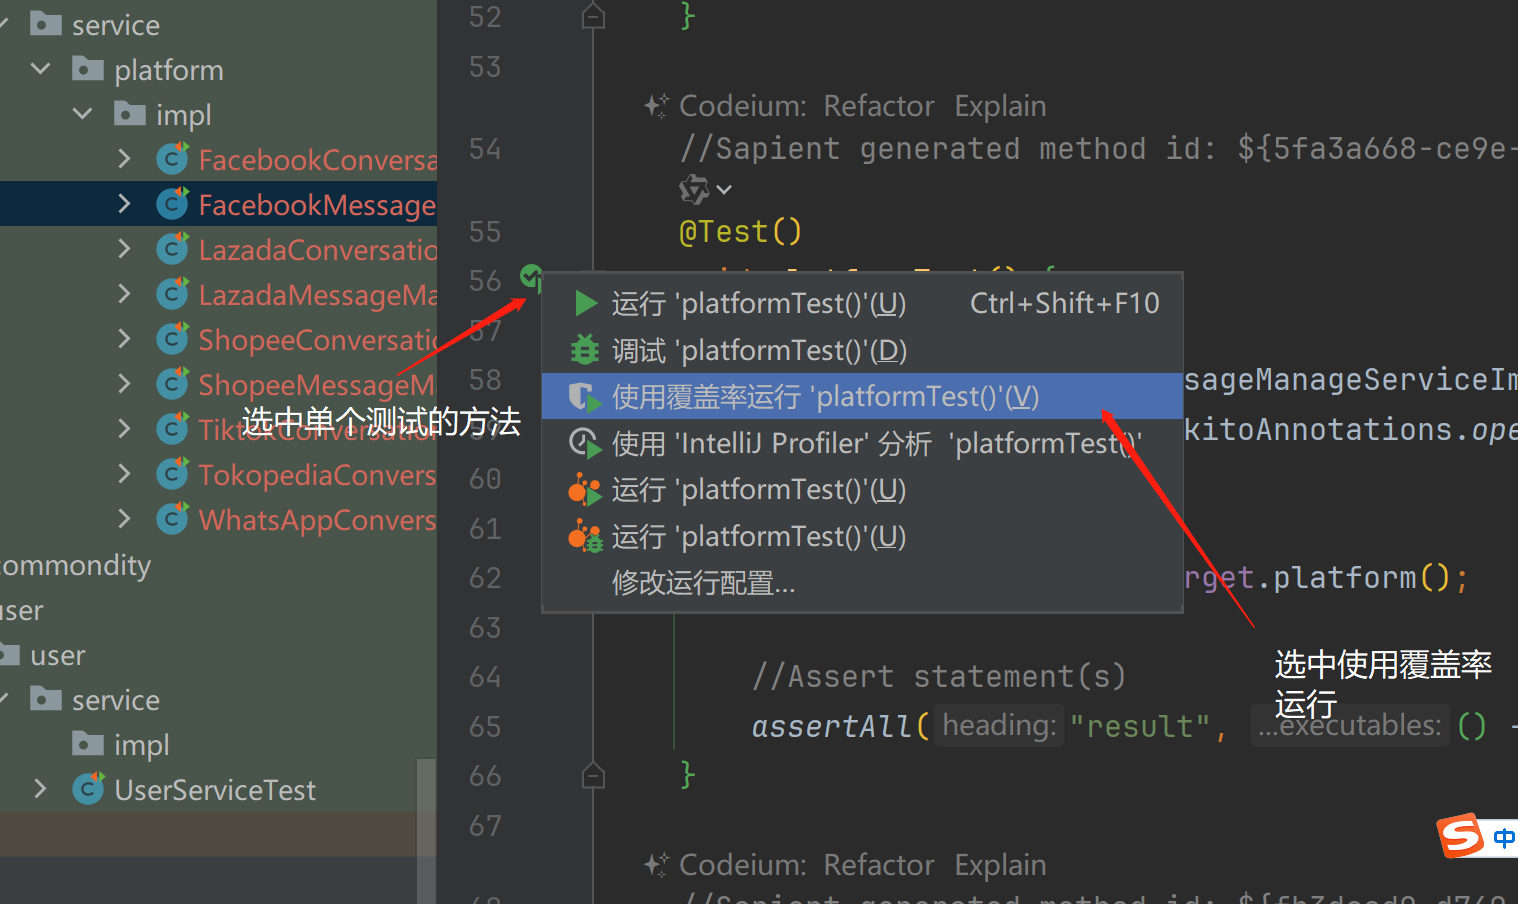 service
platform
impl
FacebookConversa
FacebookMessage
LazadaConversatio
LazadaMessageMa
ShopeeConversatio
ShopeeMessageMa
TiktokConversation
TokopediaConvers
WhatsAppConvers
commondity
user
user
service
impl
UserServiceTest
52 }
53
Codeium: Refactor Explain
54 //Sapient generated method id: ${5fa3a668-ce9e-
55 @Test()
56
57
58 sageManageServiceIm
59 kitoAnnotations.ope
60
61
62 rget.platform();
63
64 //Assert statement(s)
65 assertAll( heading: "result", ...executables: () -
66 }
67
Codeium: Refactor Explain
运行 'platformTest()'(U) Ctrl+Shift+F10
调试 'platformTest()'(D)
使用覆盖率运行 'platformTest()'(V)
使用 'IntelliJ Profiler' 分析 'platformTest()'
运行 'platformTest()'(U)
运行 'platformTest()'(U)
修改运行配置...
选中单个测试的方法
选中使用覆盖率
运行
中